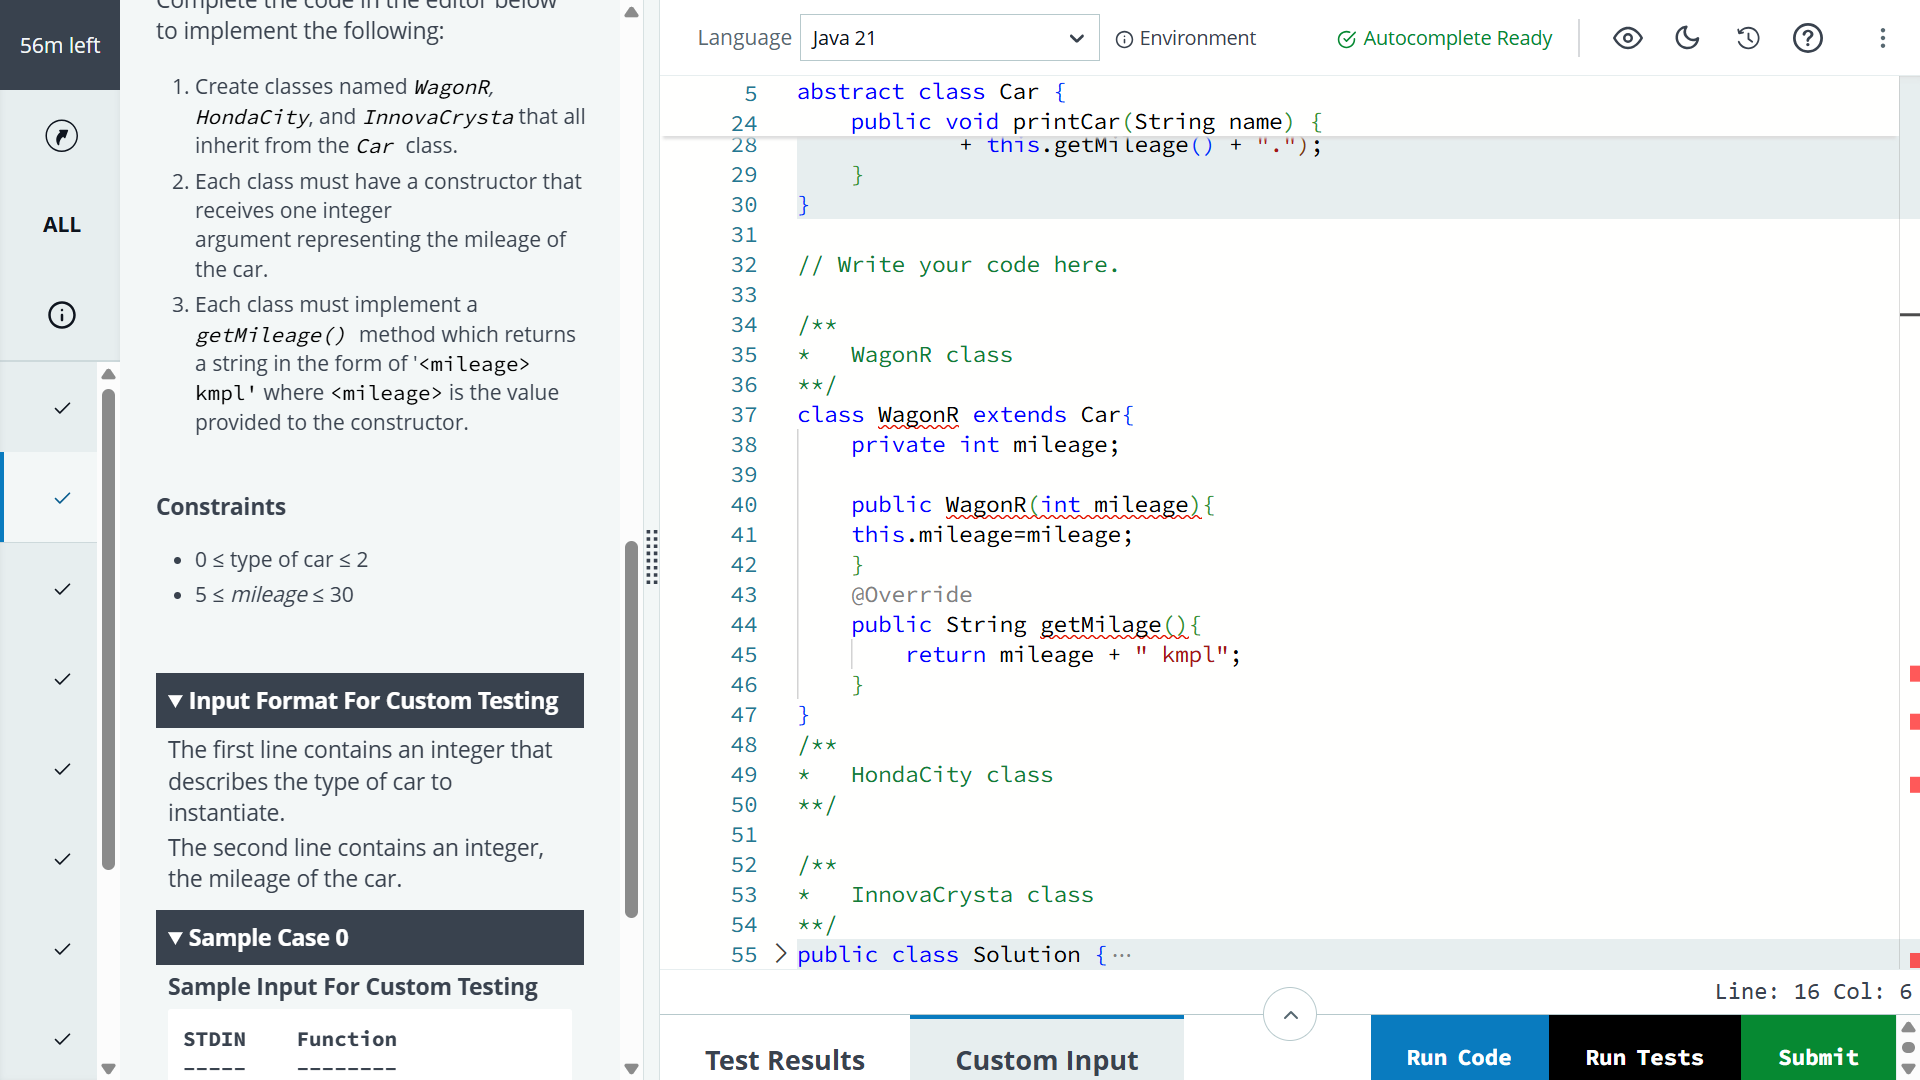 56m left
ALL
Complete the code in the editor below
to implement the following:
1. Create classes named WagonR,
HondaCity, and InnovaCrysta that all
inherit from the Car class.
2. Each class must have a constructor that
receives one integer
argument representing the mileage of
the car.
3. Each class must implement a
getMileage() method which returns
a string in the form of '<mileage>
kmpl' where <mileage> is the value
provided to the constructor.
Constraints
• 0 ≤ type of car ≤ 2
• 5 ≤ mileage ≤ 30
▼ Input Format For Custom Testing
The first line contains an integer that
describes the type of car to
instantiate.
The second line contains an integer,
the mileage of the car.
▼ Sample Case 0
Sample Input For Custom Testing
STDIN Function
----- --------
Language Java 21 Environment Autocomplete Ready
5 abstract class Car {
24 public void printCar(String name) {
28 + this.getMileage() + ".");
29 }
30 }
31
32 // Write your code here.
33
34 /**
35 * WagonR class
36 **/
37 class WagonR extends Car{
38 private int mileage;
39
40 public WagonR(int mileage){
41 this.mileage=mileage;
42 }
43 @Override
44 public String getMilage(){
45 return mileage + " kmpl";
46 }
47 }
48 /**
49 * HondaCity class
50 **/
51
52 /**
53 * InnovaCrysta class
54 **/
55 public class Solution {···
Line: 16 Col: 6
Test Results
Custom Input
Run Code
Run Tests
Submit